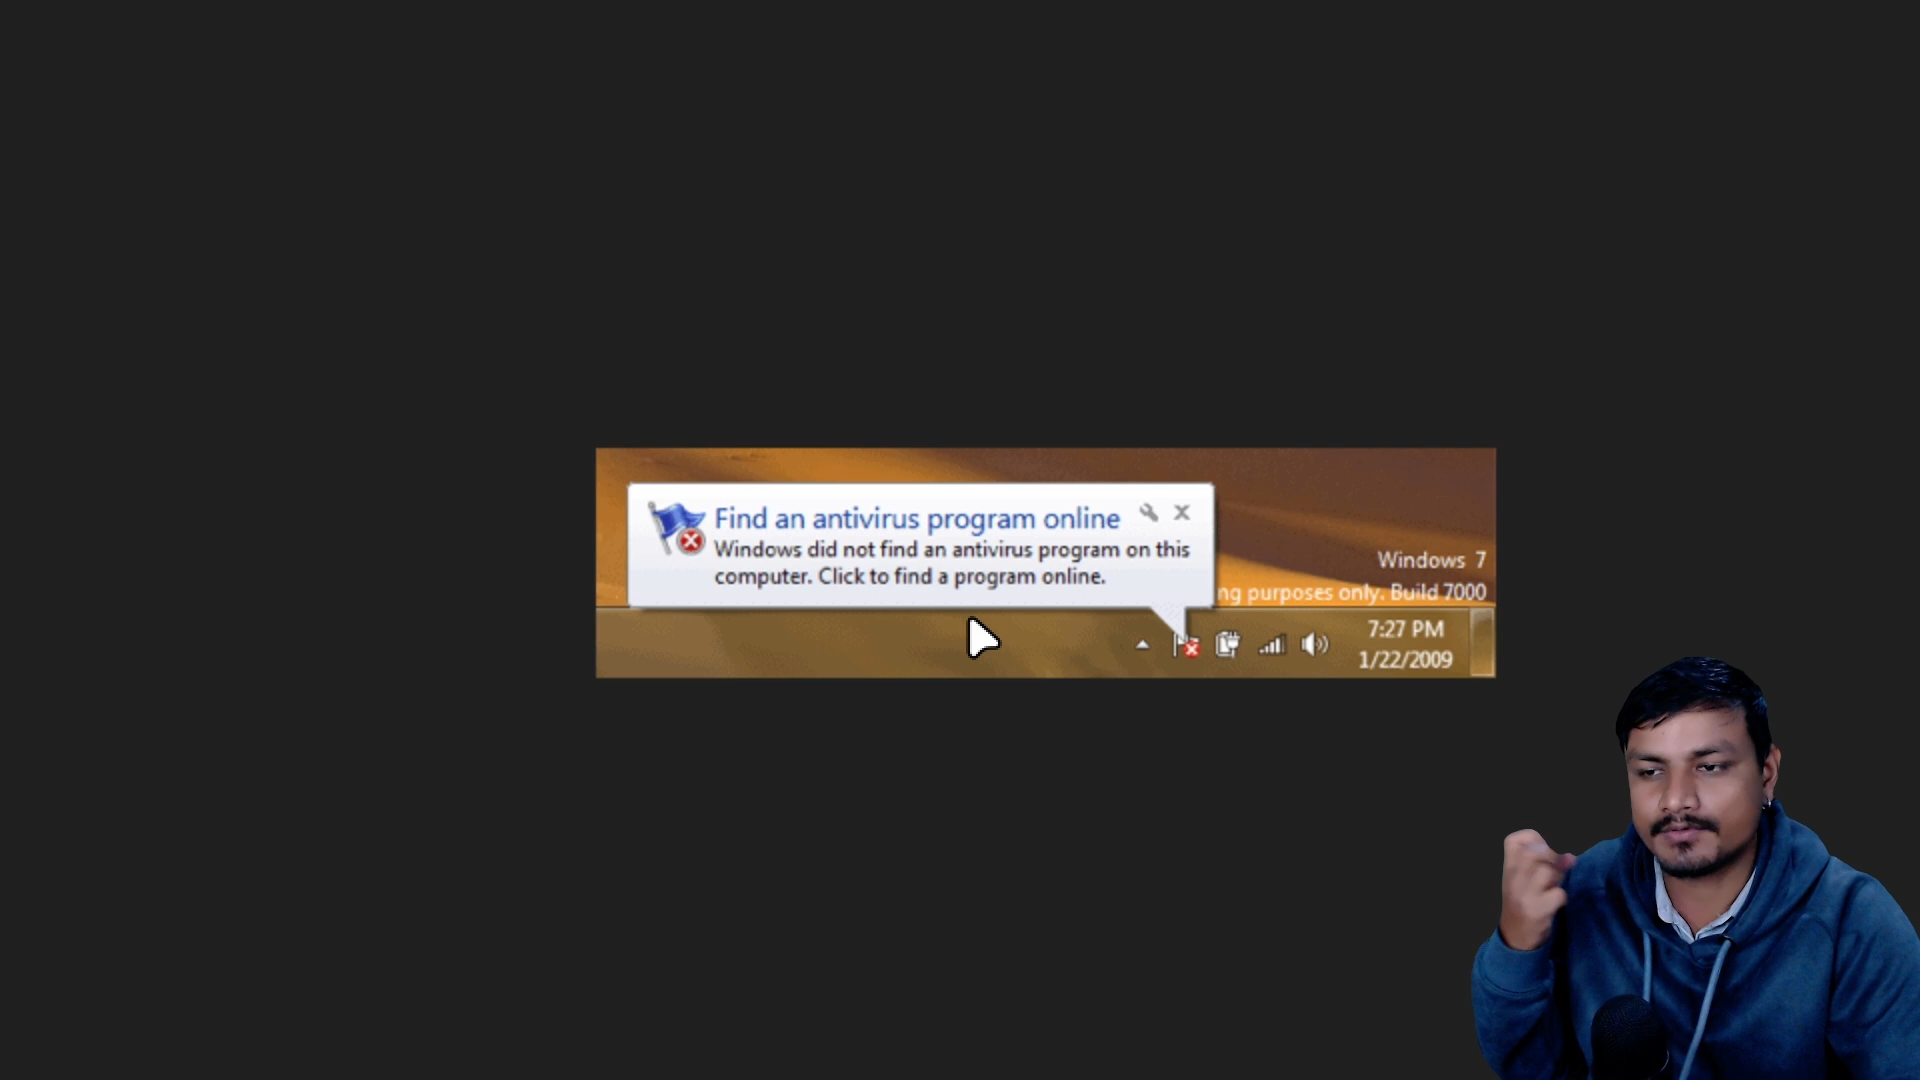 Find an antivirus program online
Windows did not find an antivirus program on this
computer. Click to find a program online.
Windows 7
purposes only. Build 7000
7:27 PM
1/22/2009